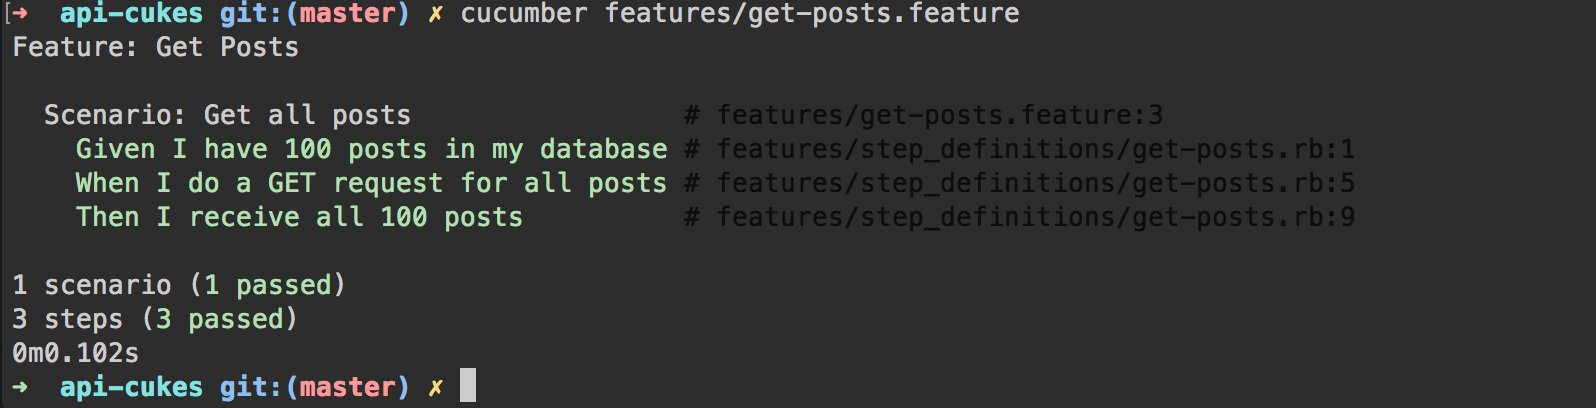 ➜  api-cukes git:(master) ✗ cucumber features/get-posts.feature
Feature: Get Posts

  Scenario: Get all posts                 # features/get-posts.feature:3
    Given I have 100 posts in my database # features/step_definitions/get-posts.rb:1
    When I do a GET request for all posts # features/step_definitions/get-posts.rb:5
    Then I receive all 100 posts          # features/step_definitions/get-posts.rb:9

1 scenario (1 passed)
3 steps (3 passed)
0m0.102s
➜  api-cukes git:(master) ✗